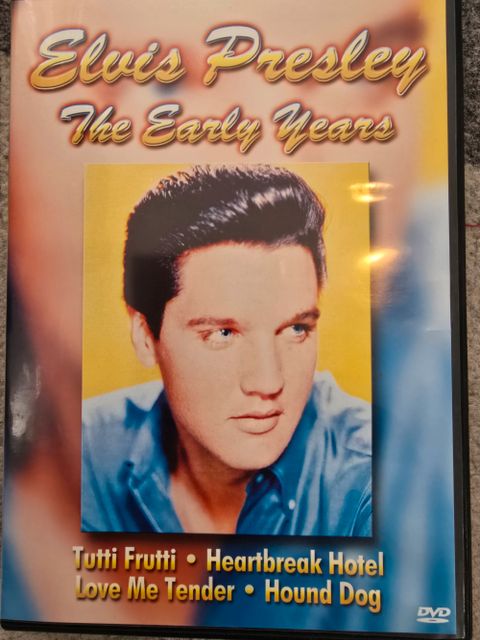 Elvis Presley
The Early Years
Tutti Frutti • Heartbreak Hotel
Love Me Tender • Hound Dog
DVD